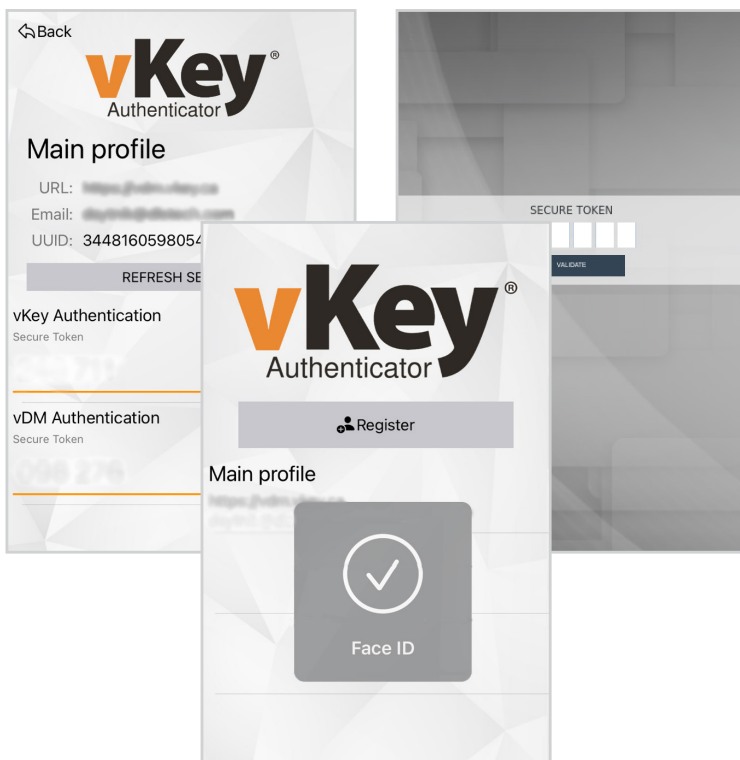 Back
vKey®
Authenticator
Main profile
URL:
Email:
UUID: 3448160598054
REFRESH SE
vKey Authentication
Secure Token
vDM Authentication
Secure Token
SECURE TOKEN
VALIDATE
vKey®
Authenticator
Register
Main profile
Face ID